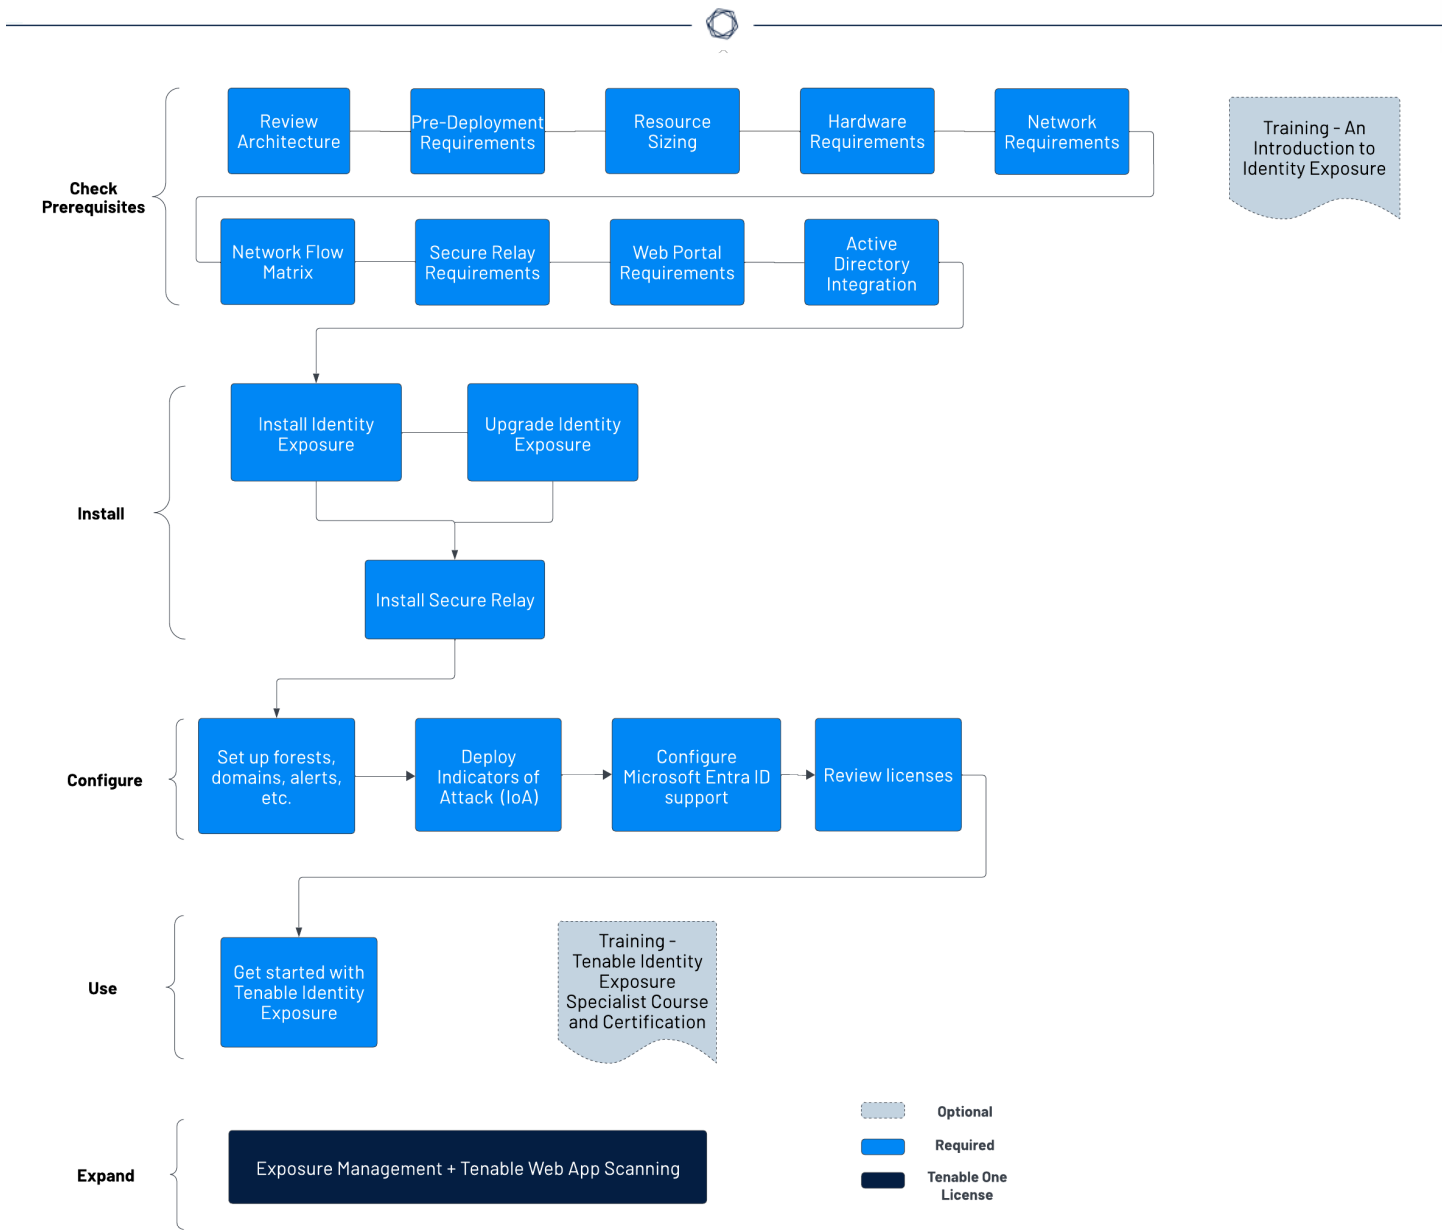 Check
Prerequisites
Review
Architecture
Pre-Deployment
Requirements
Resource
Sizing
Hardware
Requirements
Network
Requirements
Training - An
Introduction to
Identity Exposure
Network Flow
Matrix
Secure Relay
Requirements
Web Portal
Requirements
Active
Directory
Integration
Install
Install Identity
Exposure
Upgrade Identity
Exposure
Install Secure Relay
Configure
Set up forests,
domains, alerts,
etc.
Deploy
Indicators of
Attack (IoA)
Configure
Microsoft Entra ID
support
Review licenses
Use
Get started with
Tenable Identity
Exposure
Training -
Tenable Identity
Exposure
Specialist Course
and Certification
Expand
Exposure Management + Tenable Web App Scanning
Optional
Required
Tenable One
License